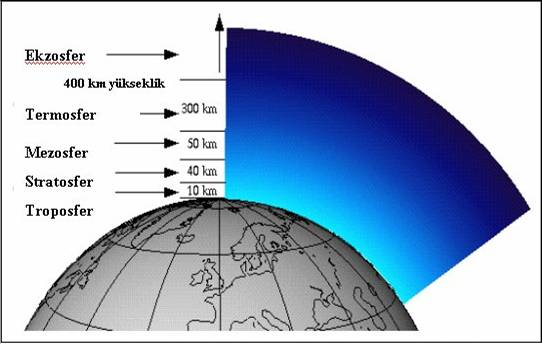 Ekzosfer
400 km yükseklik
Termosfer 300 km
50 km
Mezosfer
40 km
Stratosfer
10 km
Troposfer